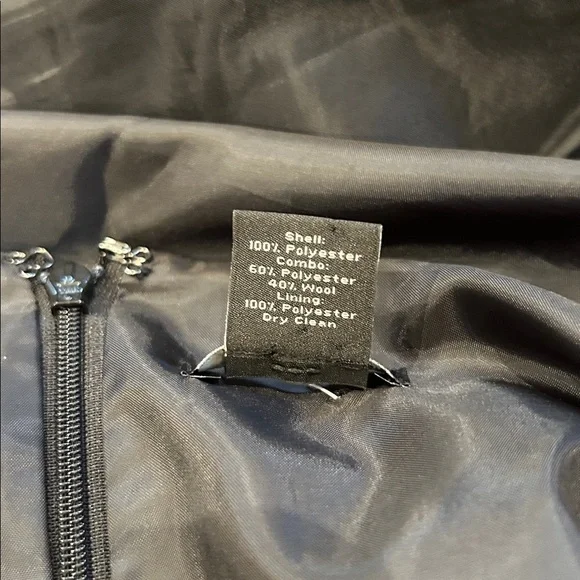 Shell:
100% Polyester
Combo:
60% Polyester
40% Wool
Lining:
100% Polyester
Dry Clean